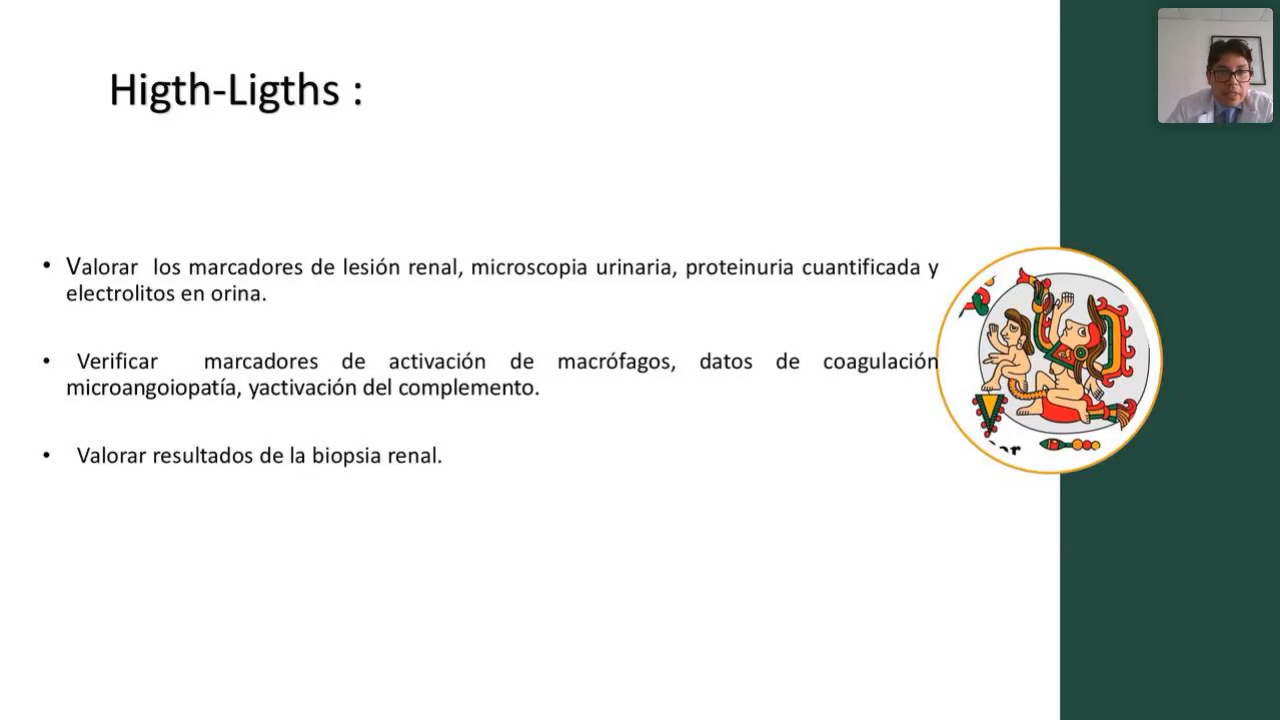 Higth-Ligths :
• Valorar los marcadores de lesión renal, microscopia urinaria, proteinuria cuantificada y
electrolitos en orina.
• Verificar marcadores de activación de macrófagos, datos de coagulación
microangoiopatía, yactivación del complemento.
• Valorar resultados de la biopsia renal.